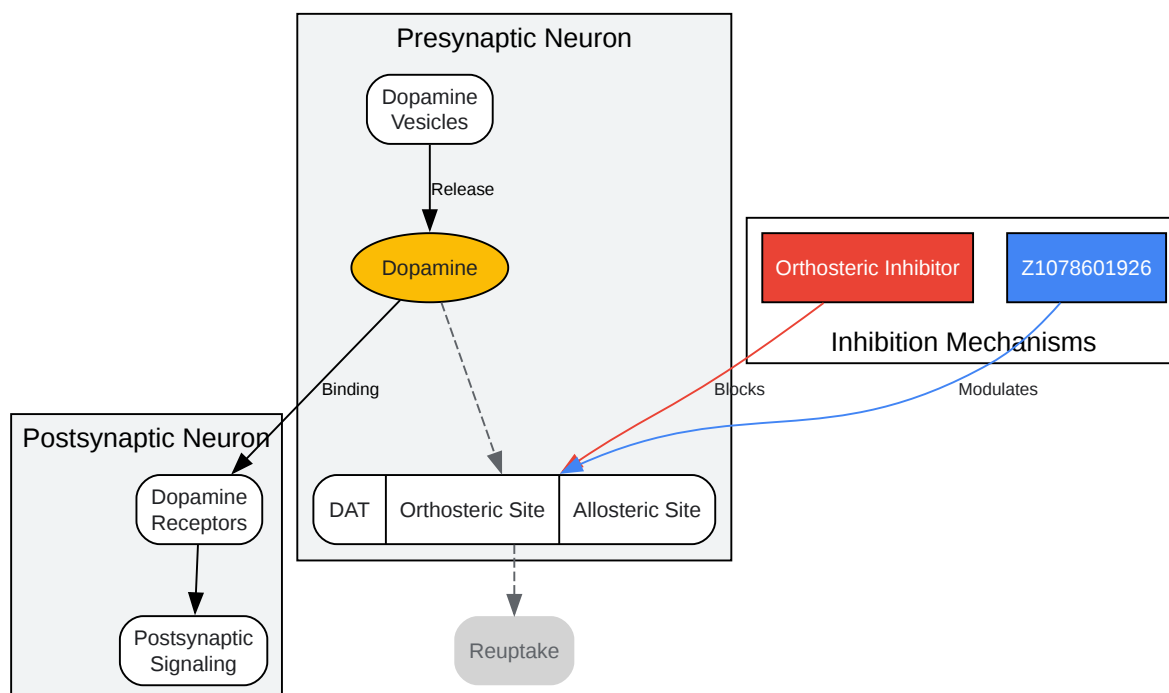 Presynaptic Neuron
Dopamine
Vesicles
Release
Dopamine
Orthosteric Inhibitor
Z1078601926
Inhibition Mechanisms
Binding
Blocks
Modulates
Postsynaptic Neuron
Dopamine
Receptors
DAT
Orthosteric Site
Allosteric Site
Postsynaptic
Signaling
Reuptake